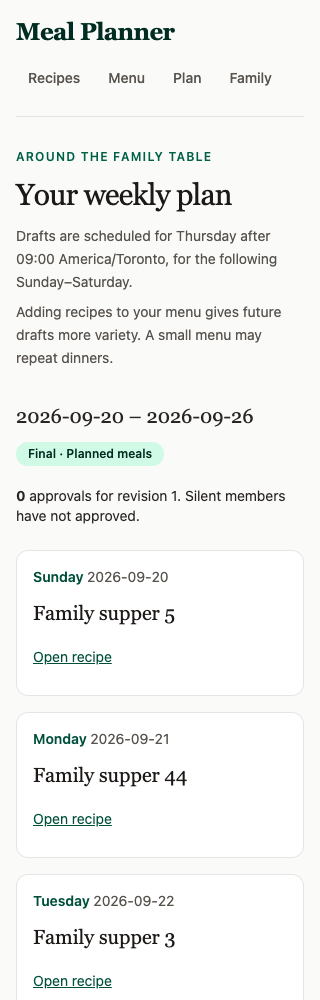 Meal Planner
Recipes Menu Plan Family
AROUND THE FAMILY TABLE
Your weekly plan
Drafts are scheduled for Thursday after
09:00 America/Toronto, for the following
Sunday–Saturday.
Adding recipes to your menu gives future
drafts more variety. A small menu may
repeat dinners.
2026-09-20 – 2026-09-26
Final · Planned meals
0 approvals for revision 1. Silent members
have not approved.
Sunday 2026-09-20
Family supper 5
Open recipe
Monday 2026-09-21
Family supper 44
Open recipe
Tuesday 2026-09-22
Family supper 3
Open recipe